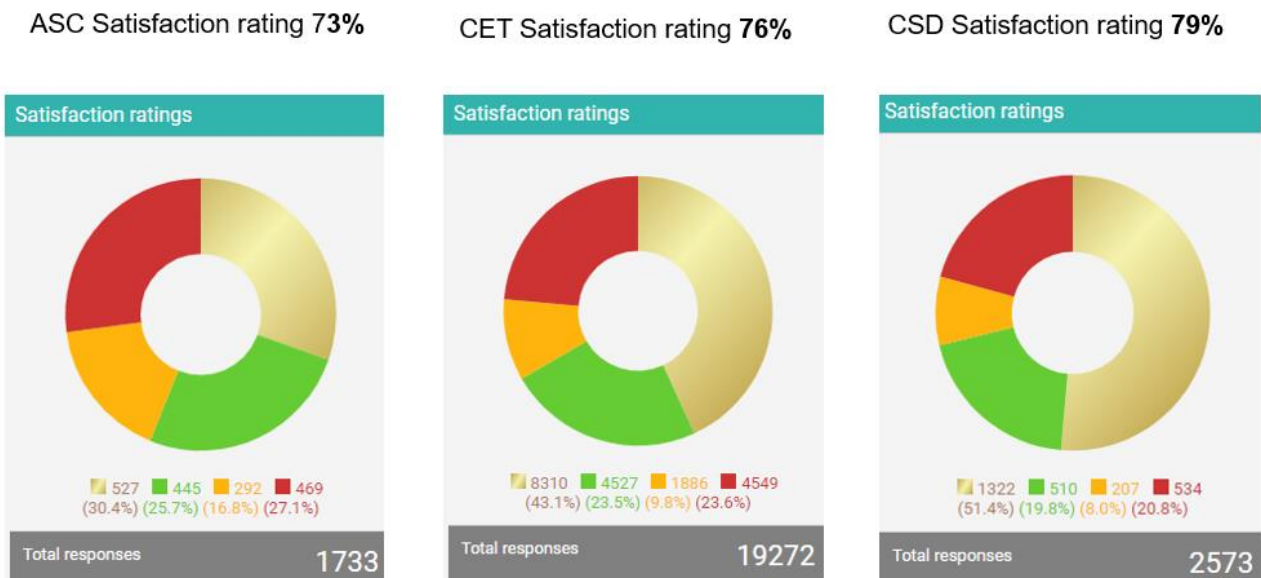 ASC Satisfaction rating 73%
Satisfaction ratings
527 445 292 469
(30.4%) (25.7%) (16.8%) (27.1%)
Total responses 1733
CET Satisfaction rating 76%
Satisfaction ratings
8310 4527 1886 4549
(43.1%) (23.5%) (9.8%) (23.6%)
Total responses 19272
CSD Satisfaction rating 79%
Satisfaction ratings
1322 510 207 534
(51.4%) (19.8%) (8.0%) (20.8%)
Total responses 2573